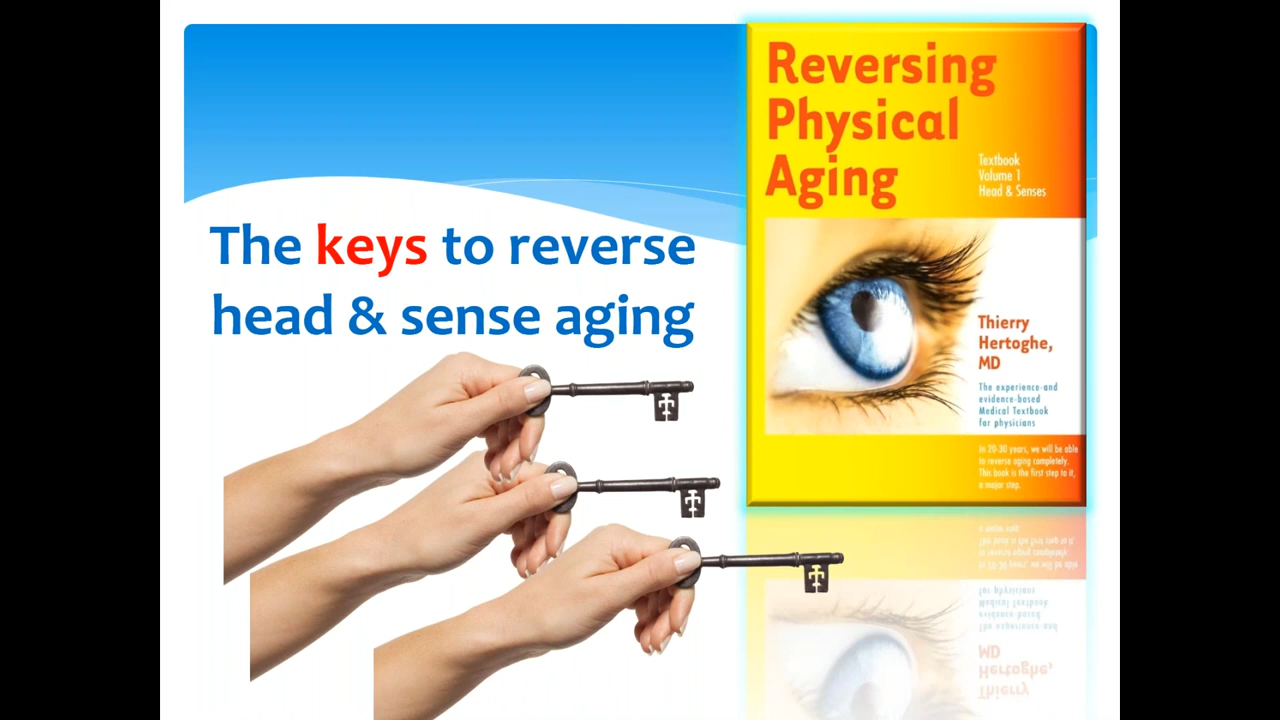 The keys to reverse
head & sense aging
Reversing
Physical
Aging
Textbook
Volume 1
Head & Senses
Thierry
Hertoghe,
MD
The experience-and
evidence-based
Medical Textbook
for physicians
In 20-30 years, we will be able
to reverse aging completely.
This book is the first step to it,
a major step.